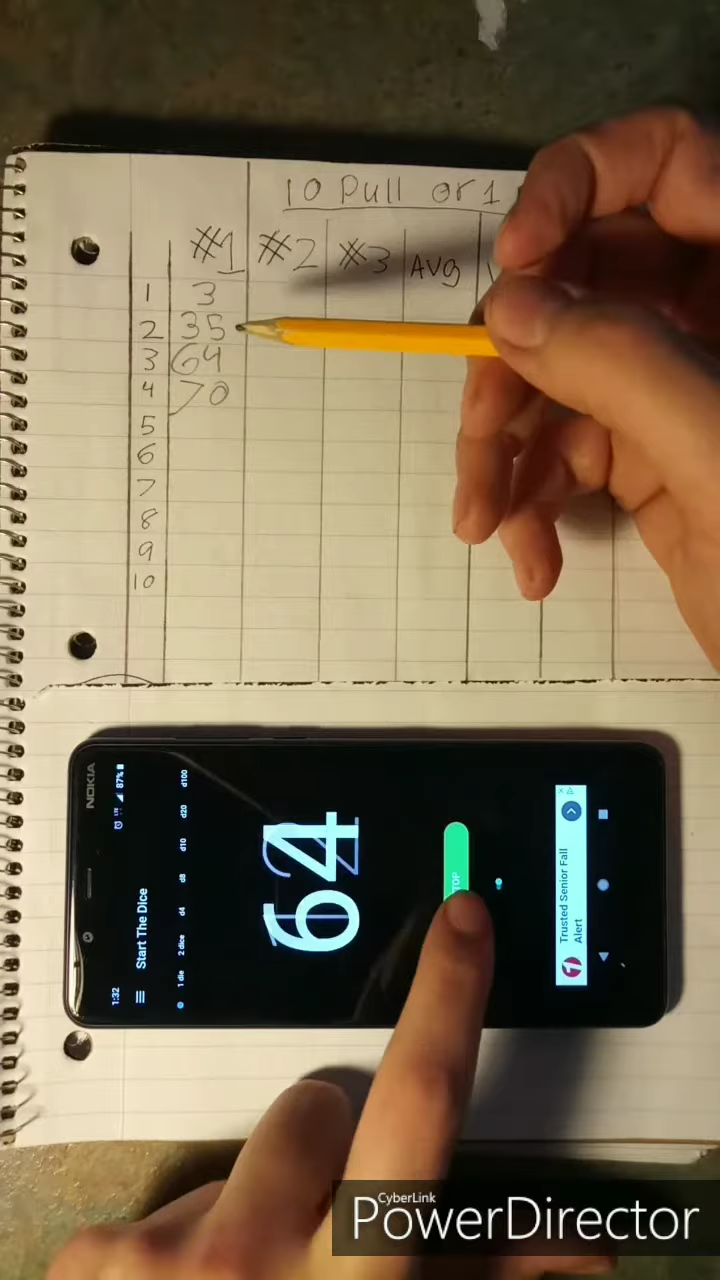 10 Pull or 1
#1 #2 #3 Avg
1 3
2 35
3 64
4 70
5
6
7
8
9
10
NOKIA
1:32 LTE 87%
Start The Dice
1 die 2 dice d4 d8 d10 d20 d100
64
TOP
Trusted Senior Fall
Alert
CyberLink
PowerDirector